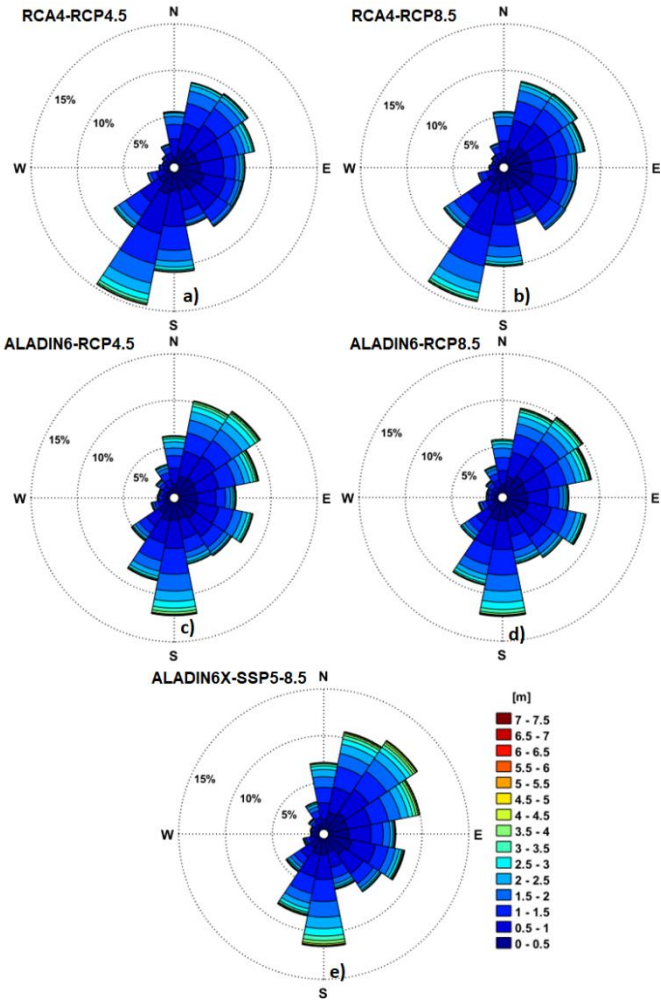 RCA4-RCP4.5
N
15%
10%
5%
W
E
a)
S
RCA4-RCP8.5
N
15%
10%
5%
W
E
b)
S
ALADIN6-RCP4.5
N
15%
10%
5%
W
E
c)
S
ALADIN6-RCP8.5
N
15%
10%
5%
W
E
d)
S
ALADIN6X-SSP5-8.5
N
15%
10%
5%
W
E
e)
S
[m]
7 - 7.5
6.5 - 7
6 - 6.5
5.5 - 6
5 - 5.5
4.5 - 5
4 - 4.5
3.5 - 4
3 - 3.5
2.5 - 3
2 - 2.5
1.5 - 2
1 - 1.5
0.5 - 1
0 - 0.5